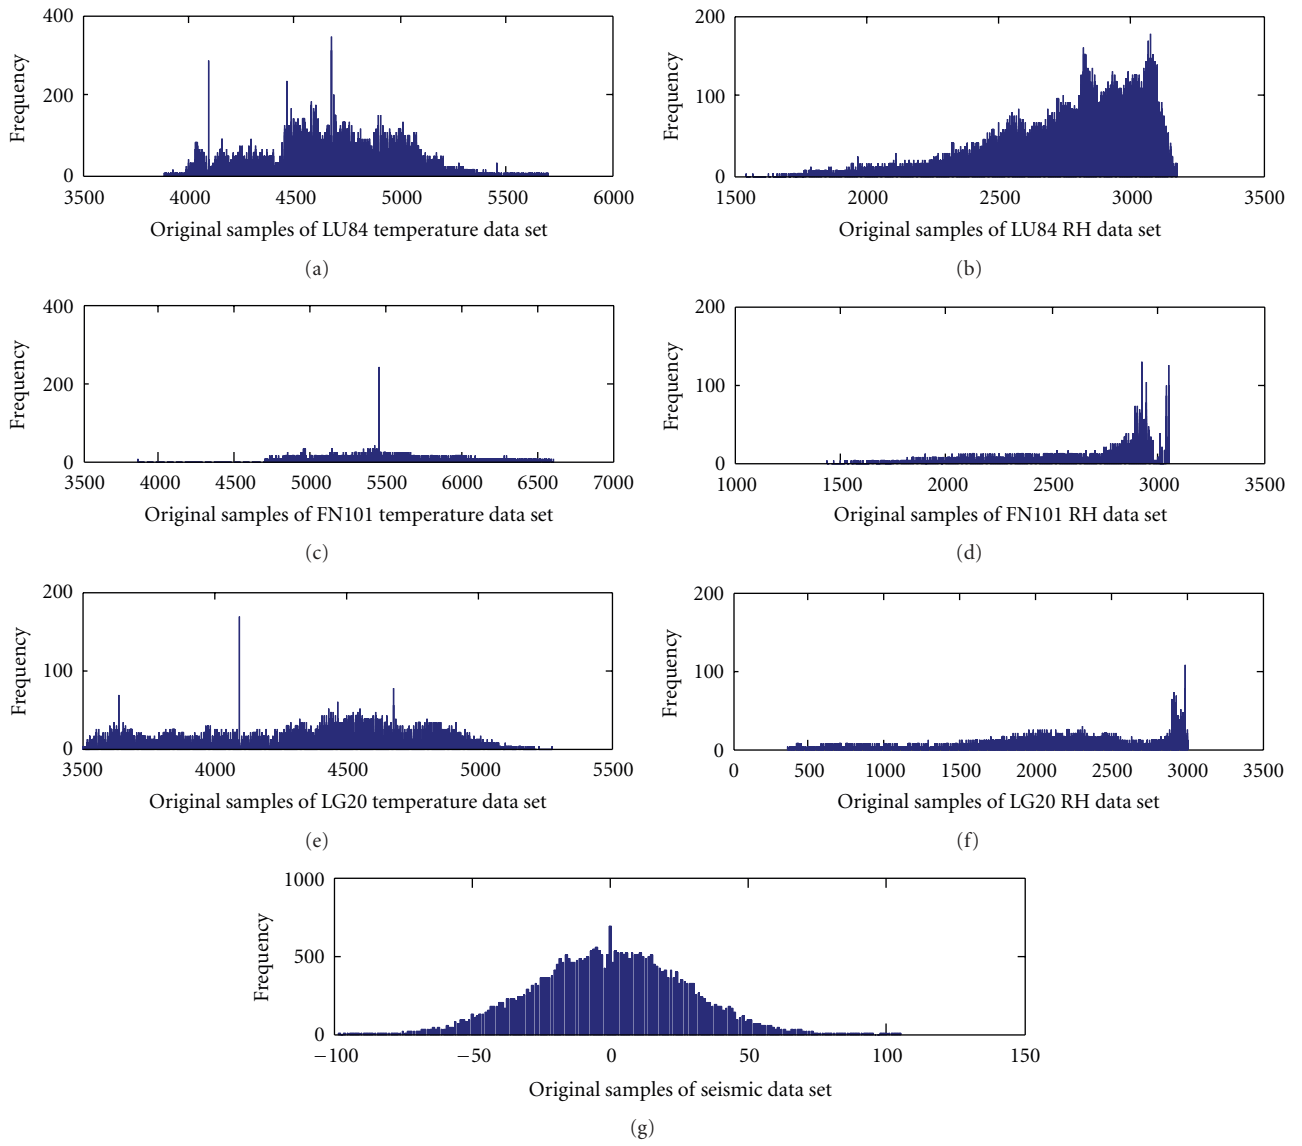 400
200
0
Frequency
3500 4000 4500 5000 5500 6000
Original samples of LU84 temperature data set
(a)
200
100
0
Frequency
1500 2000 2500 3000 3500
Original samples of LU84 RH data set
(b)
400
200
0
Frequency
3500 4000 4500 5000 5500 6000 6500 7000
Original samples of FN101 temperature data set
(c)
200
100
0
Frequency
1000 1500 2000 2500 3000 3500
Original samples of FN101 RH data set
(d)
200
100
0
Frequency
3500 4000 4500 5000 5500
Original samples of LG20 temperature data set
(e)
200
100
0
Frequency
0 500 1000 1500 2000 2500 3000 3500
Original samples of LG20 RH data set
(f)
1000
500
0
Frequency
−100 −50 0 50 100 150
Original samples of seismic data set
(g)